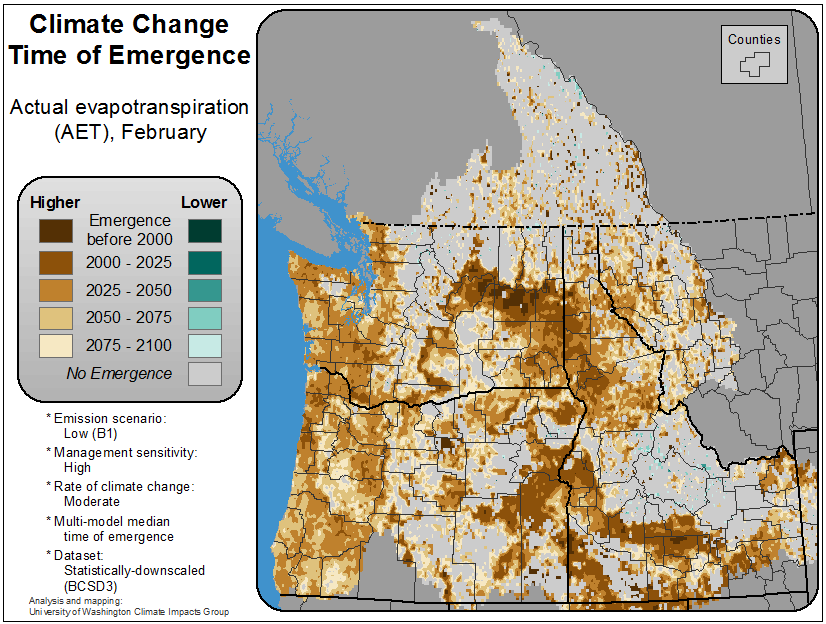 Climate Change
Time of Emergence
Actual evapotranspiration
(AET), February
Higher Lower
Emergence
before 2000
2000 - 2025
2025 - 2050
2050 - 2075
2075 - 2100
No Emergence
* Emission scenario:
Low (B1)
* Management sensitivity:
High
* Rate of climate change:
Moderate
* Multi-model median
time of emergence
* Dataset:
Statistically-downscaled
(BCSD3)
Analysis and mapping:
University of Washington Climate Impacts Group
Counties